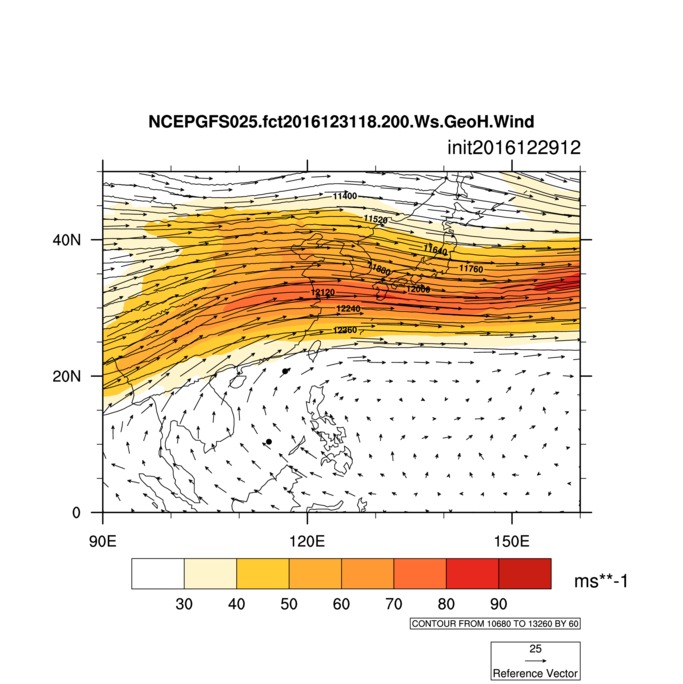 NCEPGFS025.fct2016123118.200.Ws.GeoH.Wind
init2016122912
11400
11520
11640
11760
11880
12000
12120
12240
12360
40N
20N
0
90E 120E 150E
30 40 50 60 70 80 90
ms**-1
CONTOUR FROM 10680 TO 13260 BY 60
25
Reference Vector